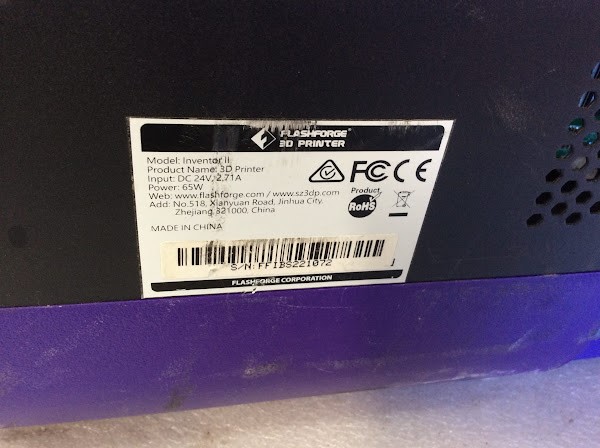 FLASHFORGE
3D PRINTER
Model: Inventor II
Product Name: 3D Printer
Input: DC 24V, 2.71A
Power: 65W
Web: www.flashforge.com / www.sz3dp.com
Add: No.518, Xianyuan Road, Jinhua City,
Zhejiang 321000, China
MADE IN CHINA
FC CE
Product
RoHS
S/N:FFIBS221072
FLASHFORGE CORPORATION